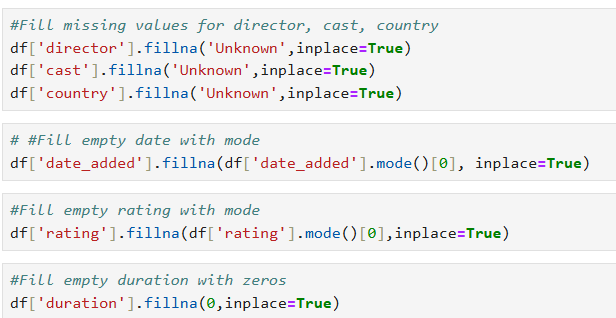 #Fill missing values for director, cast, country
df['director'].fillna('Unknown',inplace=True)
df['cast'].fillna('Unknown',inplace=True)
df['country'].fillna('Unknown',inplace=True)
# #Fill empty date with mode
df['date_added'].fillna(df['date_added'].mode()[0], inplace=True)
#Fill empty rating with mode
df['rating'].fillna(df['rating'].mode()[0],inplace=True)
#Fill empty duration with zeros
df['duration'].fillna(0,inplace=True)